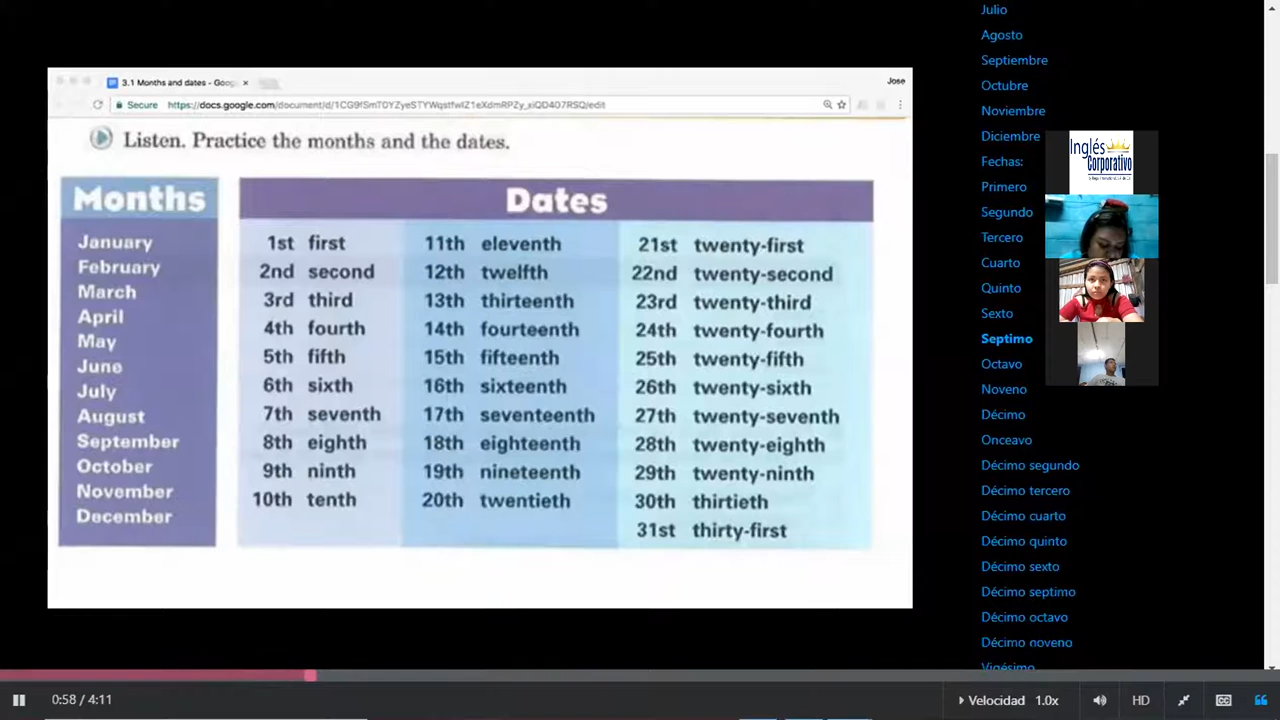 3.1 Months and dates - Goo
Jose
Secure https://docs.google.com/document/d/1CG9fSmT0YZyeSTYWqstfwIZ1eXdmRPZy_xiQD407RSQ/edit
Listen. Practice the months and the dates.
Months
January
February
March
April
May
June
July
August
September
October
November
December
Dates
1st first
2nd second
3rd third
4th fourth
5th fifth
6th sixth
7th seventh
8th eighth
9th ninth
10th tenth
11th eleventh
12th twelfth
13th thirteenth
14th fourteenth
15th fifteenth
16th sixteenth
17th seventeenth
18th eighteenth
19th nineteenth
20th twentieth
21st twenty-first
22nd twenty-second
23rd twenty-third
24th twenty-fourth
25th twenty-fifth
26th twenty-sixth
27th twenty-seventh
28th twenty-eighth
29th twenty-ninth
30th thirtieth
31st thirty-first
Julio
Agosto
Septiembre
Octubre
Noviembre
Diciembre
Fechas:
Primero
Segundo
Tercero
Cuarto
Quinto
Sexto
Septimo
Octavo
Noveno
Décimo
Onceavo
Décimo segundo
Décimo tercero
Décimo cuarto
Décimo quinto
Décimo sexto
Décimo septimo
Décimo octavo
Décimo noveno
Vigésimo
Inglés
Corporativo
0:58 / 4:11
Velocidad 1.0x
HD
CC